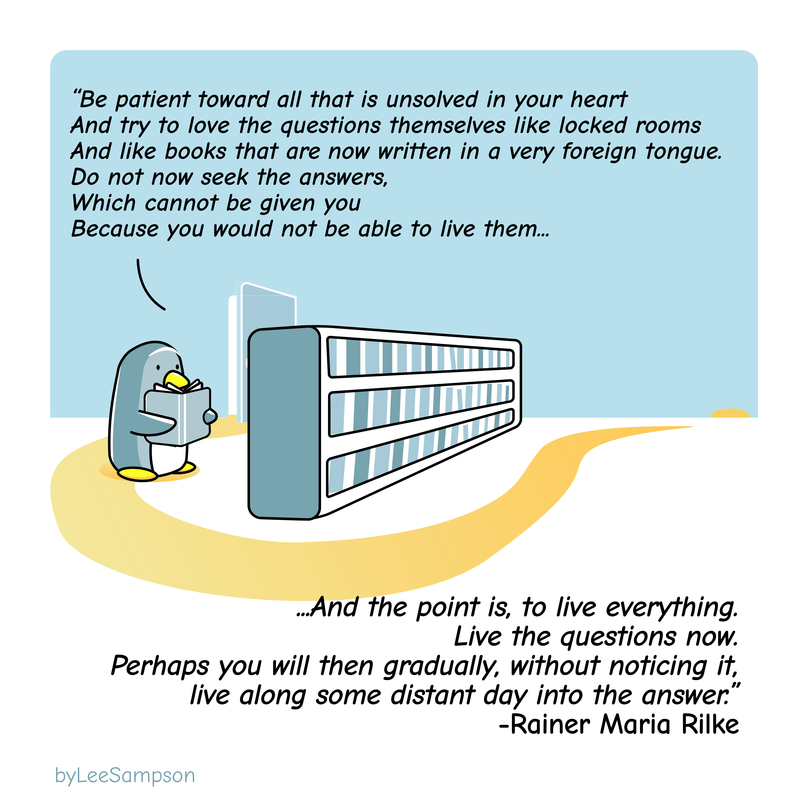 “Be patient toward all that is unsolved in your heart
And try to love the questions themselves like locked rooms
And like books that are now written in a very foreign tongue.
Do not now seek the answers,
Which cannot be given you
Because you would not be able to live them...
...And the point is, to live everything.
Live the questions now.
Perhaps you will then gradually, without noticing it,
live along some distant day into the answer.”
-Rainer Maria Rilke
byLeeSampson